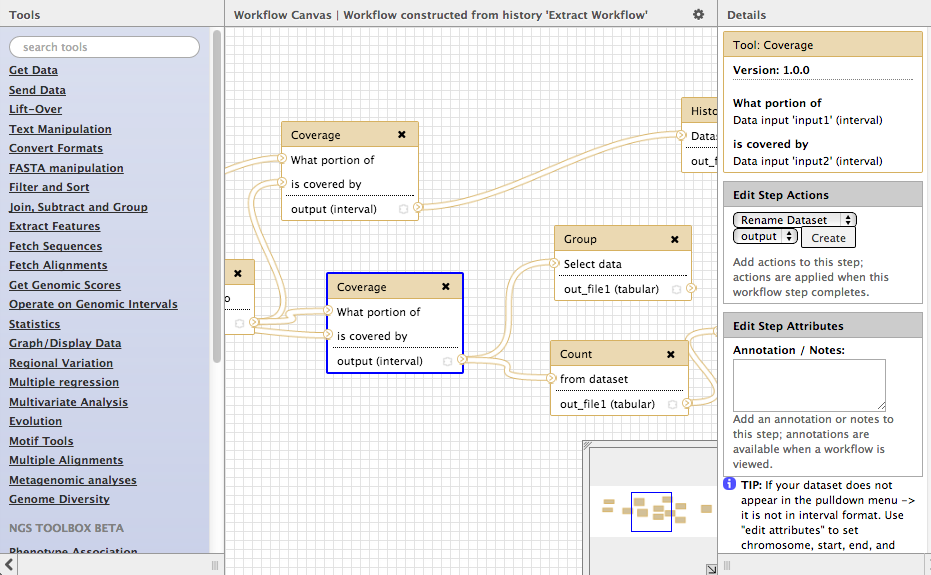 Tools
search tools
Get Data
Send Data
Lift-Over
Text Manipulation
Convert Formats
FASTA manipulation
Filter and Sort
Join, Subtract and Group
Extract Features
Fetch Sequences
Fetch Alignments
Get Genomic Scores
Operate on Genomic Intervals
Statistics
Graph/Display Data
Regional Variation
Multiple regression
Multivariate Analysis
Evolution
Motif Tools
Multiple Alignments
Metagenomic analyses
Genome Diversity
NGS TOOLBOX BETA
Phenotype Association
Workflow Canvas | Workflow constructed from history 'Extract Workflow'
Coverage
What portion of
is covered by
output (interval)
Histo
Datas
out_f
o
Coverage
What portion of
is covered by
output (interval)
Group
Select data
out_file1 (tabular)
Count
from dataset
out_file1 (tabular)
Details
Tool: Coverage
Version: 1.0.0
What portion of
Data input 'input1' (interval)
is covered by
Data input 'input2' (interval)
Edit Step Actions
Rename Dataset
output
Create
Add actions to this step;
actions are applied when this
workflow step completes.
Edit Step Attributes
Annotation / Notes:
Add an annotation or notes to
this step; annotations are
available when a workflow is
viewed.
TIP: If your dataset does not
appear in the pulldown menu ->
it is not in interval format. Use
"edit attributes" to set
chromosome, start, end, and